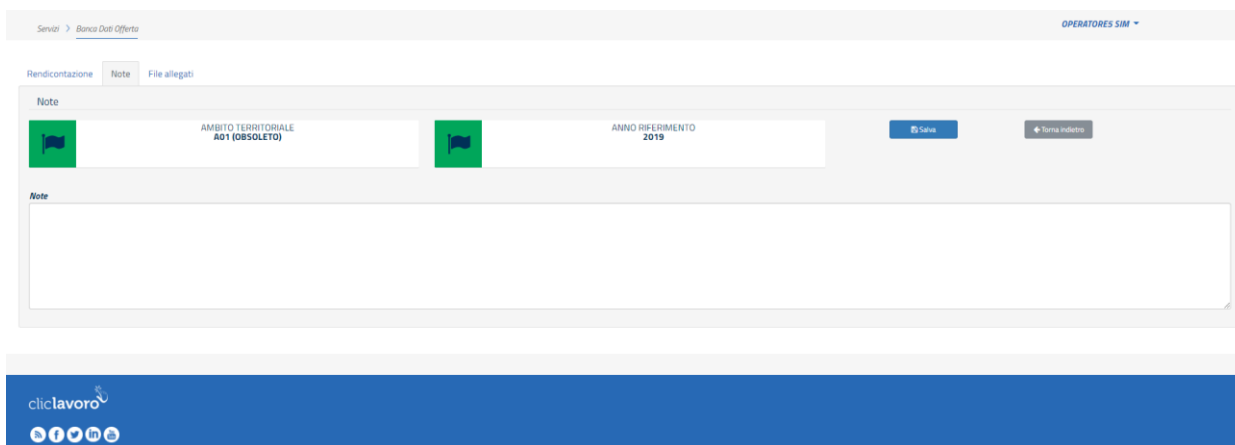 Servizi > Banca Dati Offerta
OPERATORES SIM
Rendicontazione Note File allegati
Note
AMBITO TERRITORIALE
A01 (OBSOLETO)
ANNO RIFERIMENTO
2019
Salva
Torna indietro
Note
cliclavoro